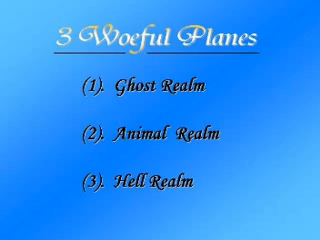 3 Woeful Planes
(1). Ghost Realm
(2). Animal Realm
(3). Hell Realm